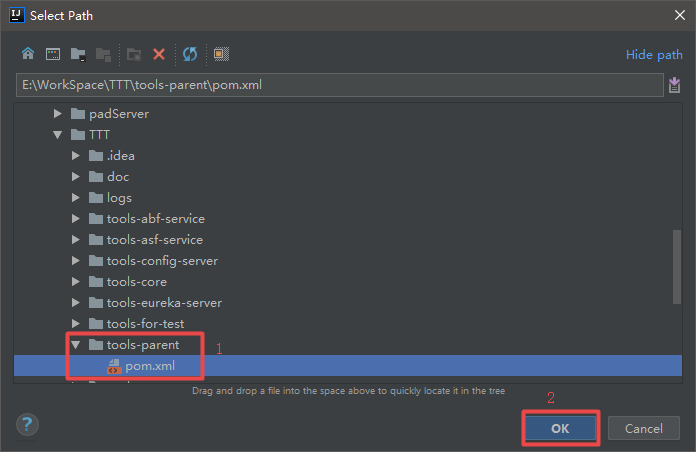 IJ Select Path
Hide path
E:\WorkSpace\TTT\tools-parent\pom.xml
padServer
TTT
.idea
doc
logs
tools-abf-service
tools-asf-service
tools-config-server
tools-core
tools-eureka-server
tools-for-test
tools-parent 1
pom.xml
Drag and drop a file into the space above to quickly locate it in the tree
2
? OK Cancel